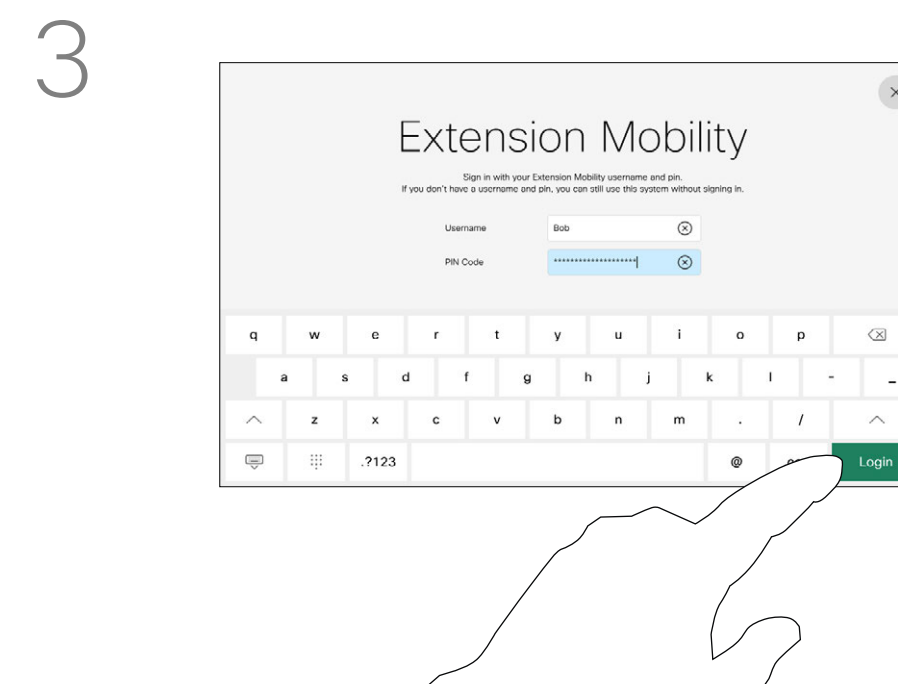 3
Extension Mobility
Sign in with your Extension Mobility username and pin.
If you don't have a username and pin, you can still use this system without signing in.
Username Bob
PIN Code ********************
q w e r t y u i o p
a s d f g h j k l - _
z x c v b n m . /
.?123 @ Login